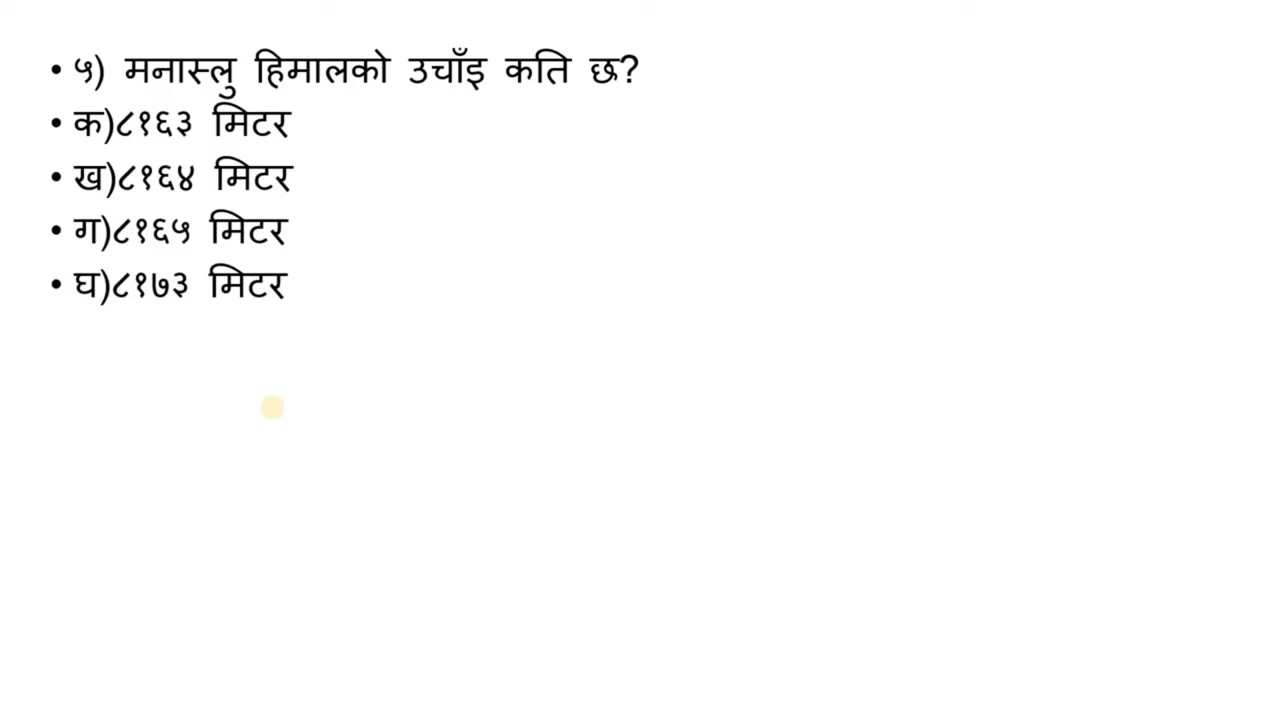 • ५) मनास्लु हिमालको उचाँइ कति छ?
• क)८१६३ मिटर
• ख)८१६४ मिटर
• ग)८१६५ मिटर
• घ)८१७३ मिटर